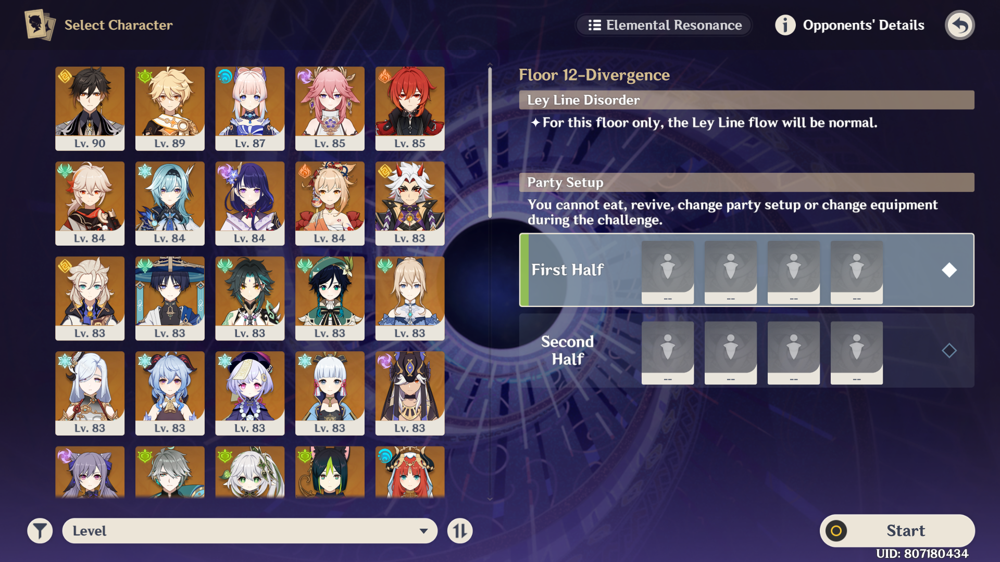 Select Character
Elemental Resonance
Opponents' Details
Lv. 90
Lv. 89
Lv. 87
Lv. 85
Lv. 85
Lv. 84
Lv. 84
Lv. 84
Lv. 84
Lv. 83
Lv. 83
Lv. 83
Lv. 83
Lv. 83
Lv. 83
Lv. 83
Lv. 83
Lv. 83
Lv. 83
Lv. 83
Floor 12-Divergence
Ley Line Disorder
✦For this floor only, the Ley Line flow will be normal.
Party Setup
You cannot eat, revive, change party setup or change equipment
during the challenge.
First Half
--
--
--
--
Second
Half
--
--
--
--
Level
Start
UID: 807180434